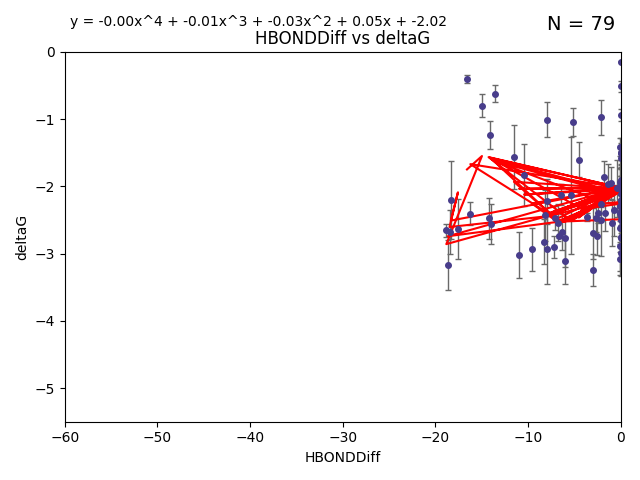 y = -0.00x^4 + -0.01x^3 + -0.03x^2 + 0.05x + -2.02
N = 79
HBONDDiff vs deltaG
0
−1
−2
−3
−4
−5
deltaG
−60 −50 −40 −30 −20 −10 0
HBONDDiff